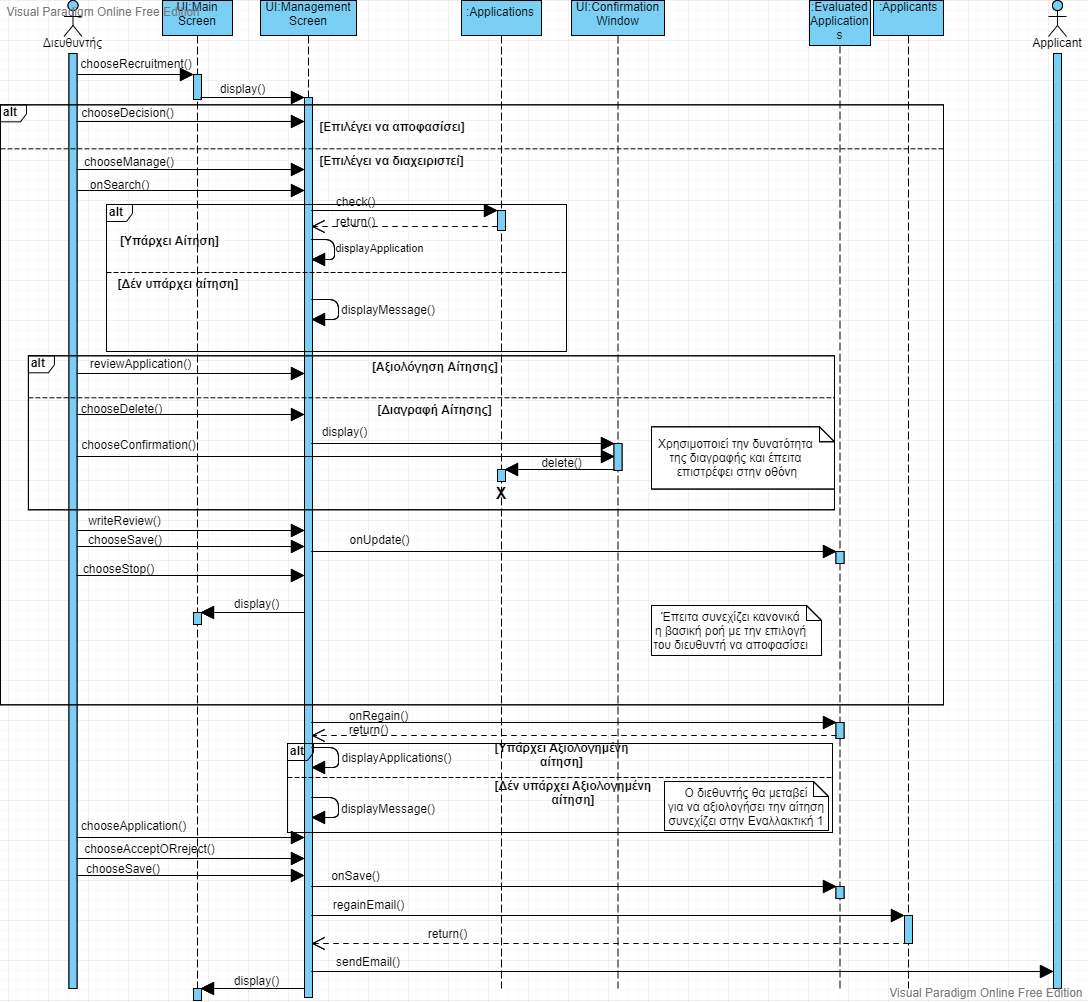 Visual Paradigm Online Free Edition
UI:Main
Screen
UI:Management
Screen
:Applications
UI:Confirmation
Window
:Evaluated
Application
s
:Applicants
Διευθυντής
Applicant
chooseRecruitment()
display()
alt
chooseDecision()
[Επιλέγει να αποφασίσει]
chooseManage()
[Επιλέγει να διαχειριστεί]
onSearch()
alt
check()
return()
[Υπάρχει Αίτηση]
displayApplication
[Δέν υπάρχει αίτηση]
displayMessage()
alt
reviewApplication()
[Αξιολόγηση Αίτησης]
chooseDelete()
[Διαγραφή Αίτησης]
display()
chooseConfirmation()
Χρησιμοποιεί την δυνατότητα
της διαγραφής και έπειτα
επιστρέφει στην οθόνη
delete()
X
writeReview()
chooseSave()
onUpdate()
chooseStop()
display()
Έπειτα συνεχίζει κανονικά
η βασική ροή με την επιλογή
του διευθυντή να αποφασίσει
onRegain()
return()
alt
[Υπάρχει Αξιολογημένη
αίτηση]
displayApplications()
[Δέν υπάρχει Αξιολογημένη
αίτηση]
Ο διεθυντής θα μεταβεί
για να αξιολογήσει την αίτηση
συνεχίζει στην Εναλλακτική 1
displayMessage()
chooseApplication()
chooseAcceptORreject()
chooseSave()
onSave()
regainEmail()
return()
sendEmail()
display()
Visual Paradigm Online Free Edition